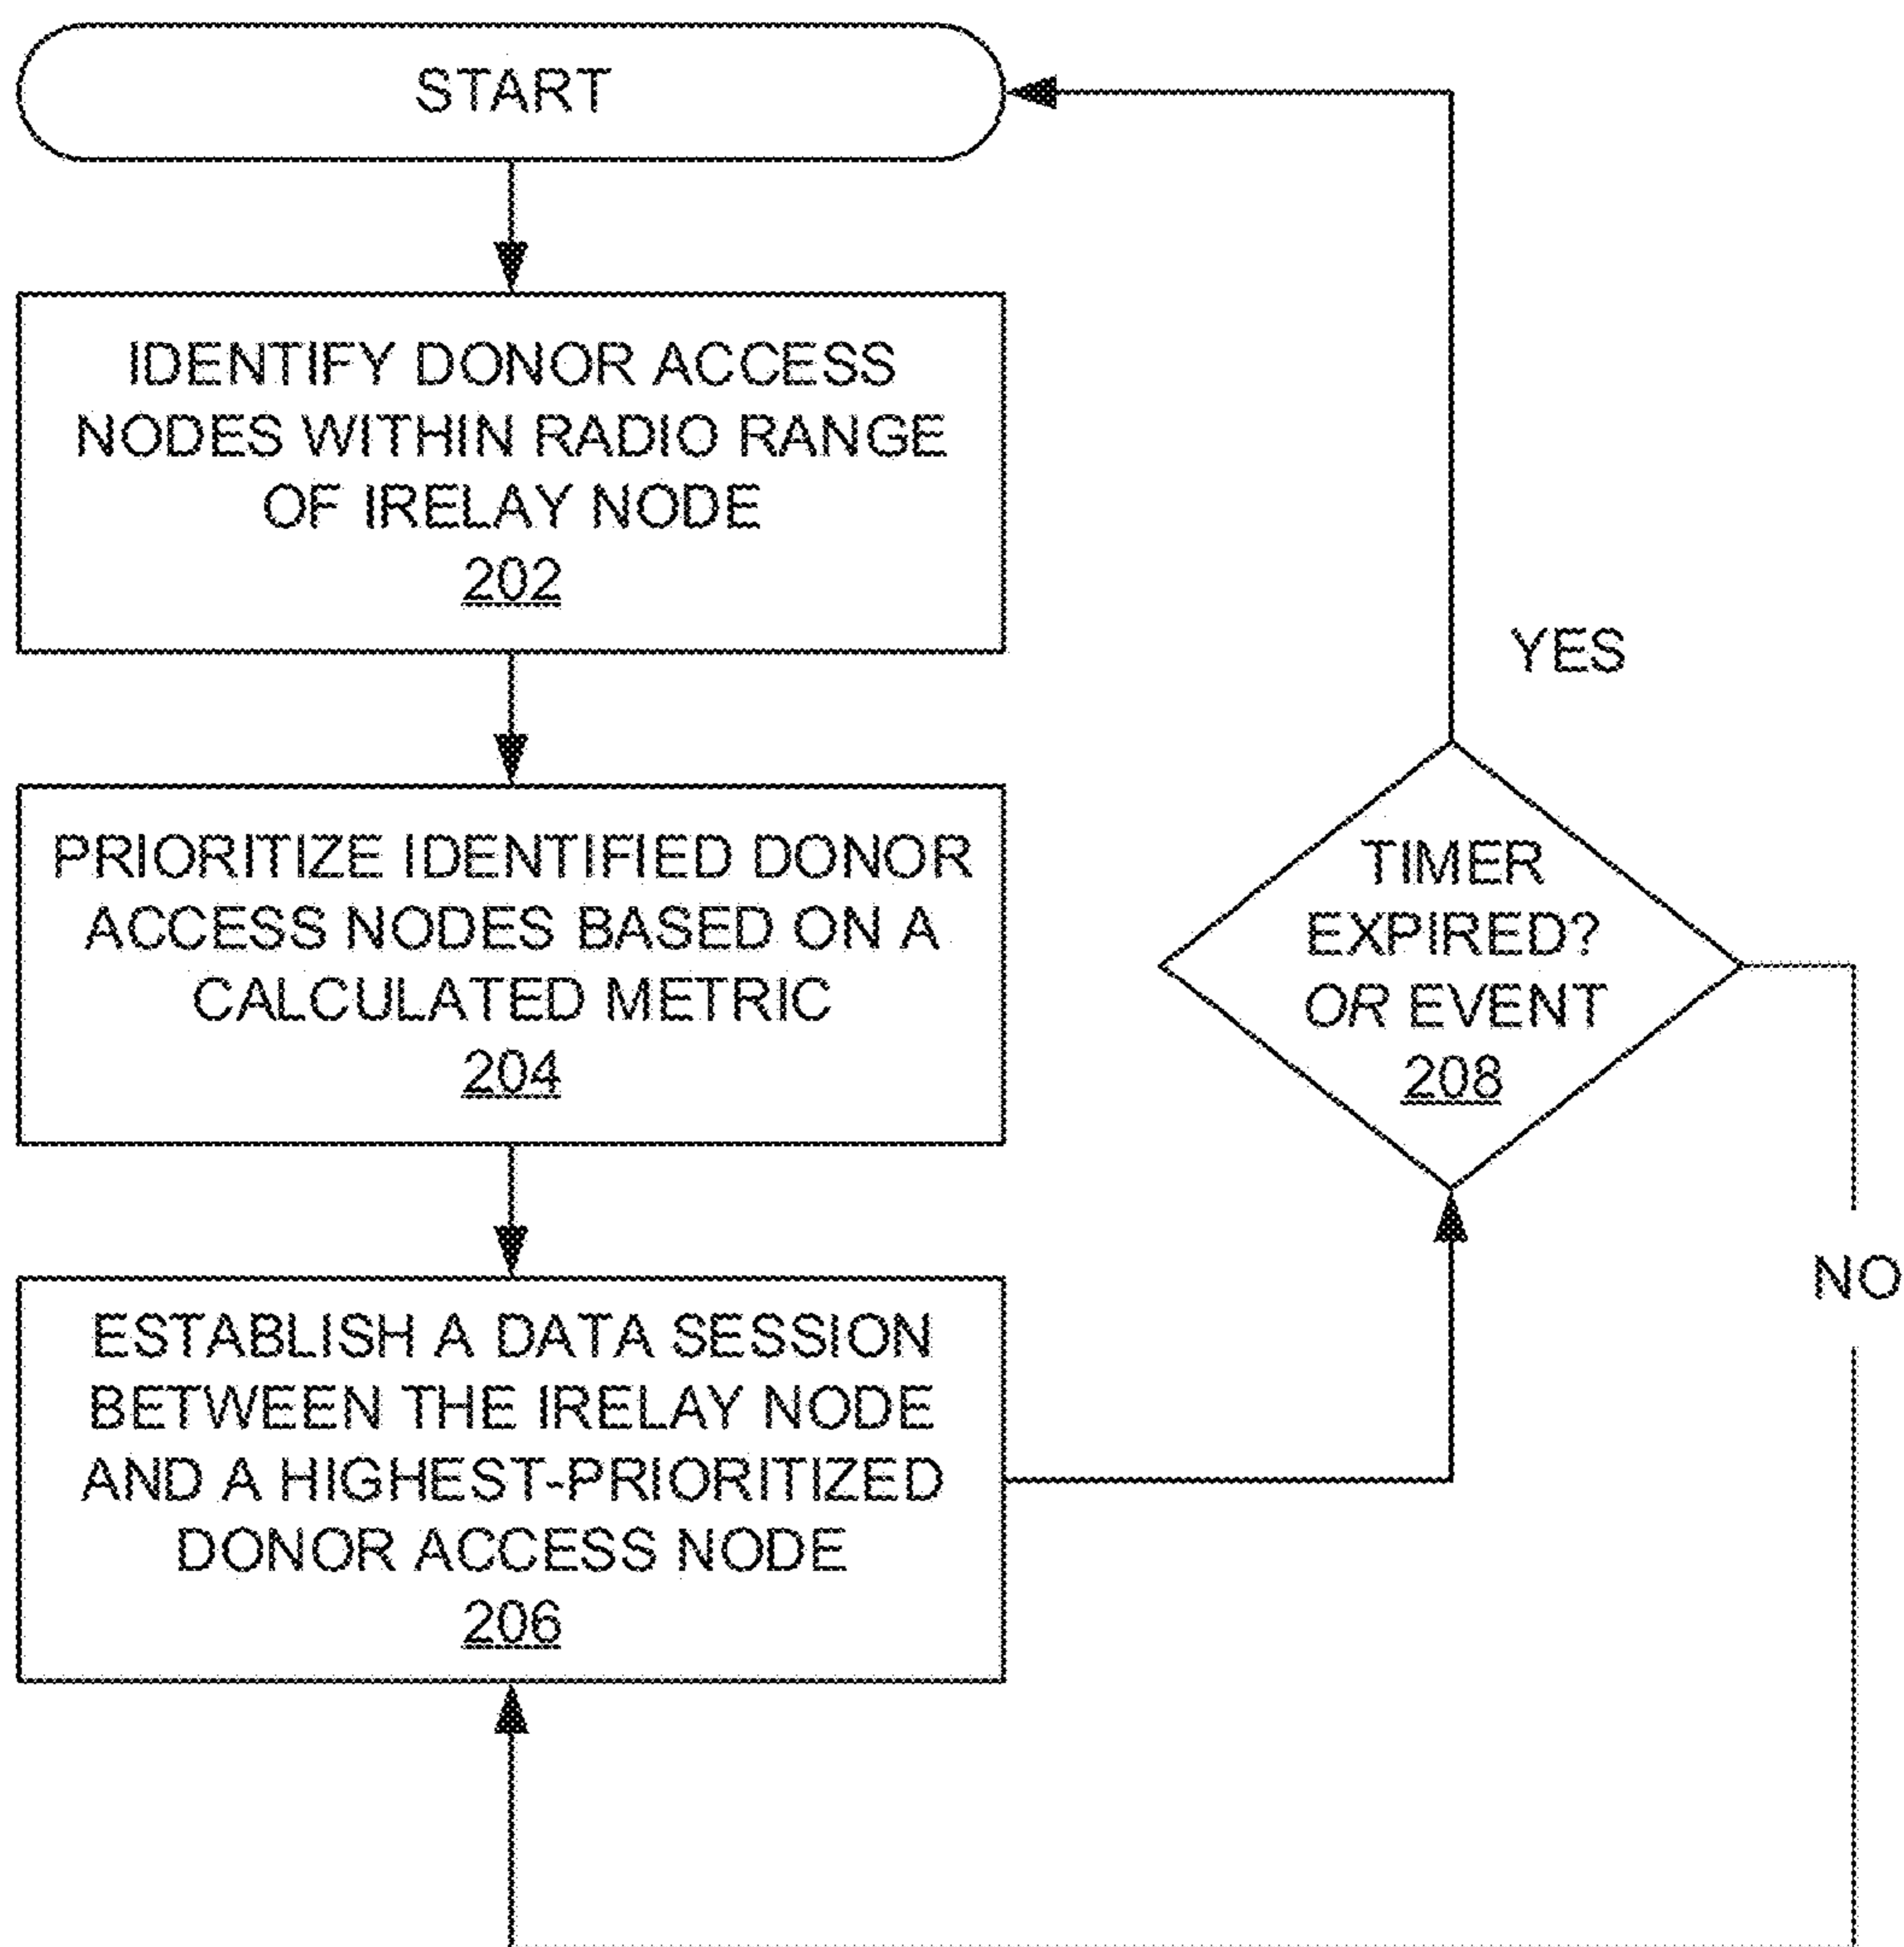 START
IDENTIFY DONOR ACCESS
NODES WITHIN RADIO RANGE
OF IRELAY NODE
202
PRIORITIZE IDENTIFIED DONOR
ACCESS NODES BASED ON A
CALCULATED METRIC
204
ESTABLISH A DATA SESSION
BETWEEN THE IRELAY NODE
AND A HIGHEST-PRIORITIZED
DONOR ACCESS NODE
206
YES
TIMER
EXPIRED?
OR EVENT
208
NO